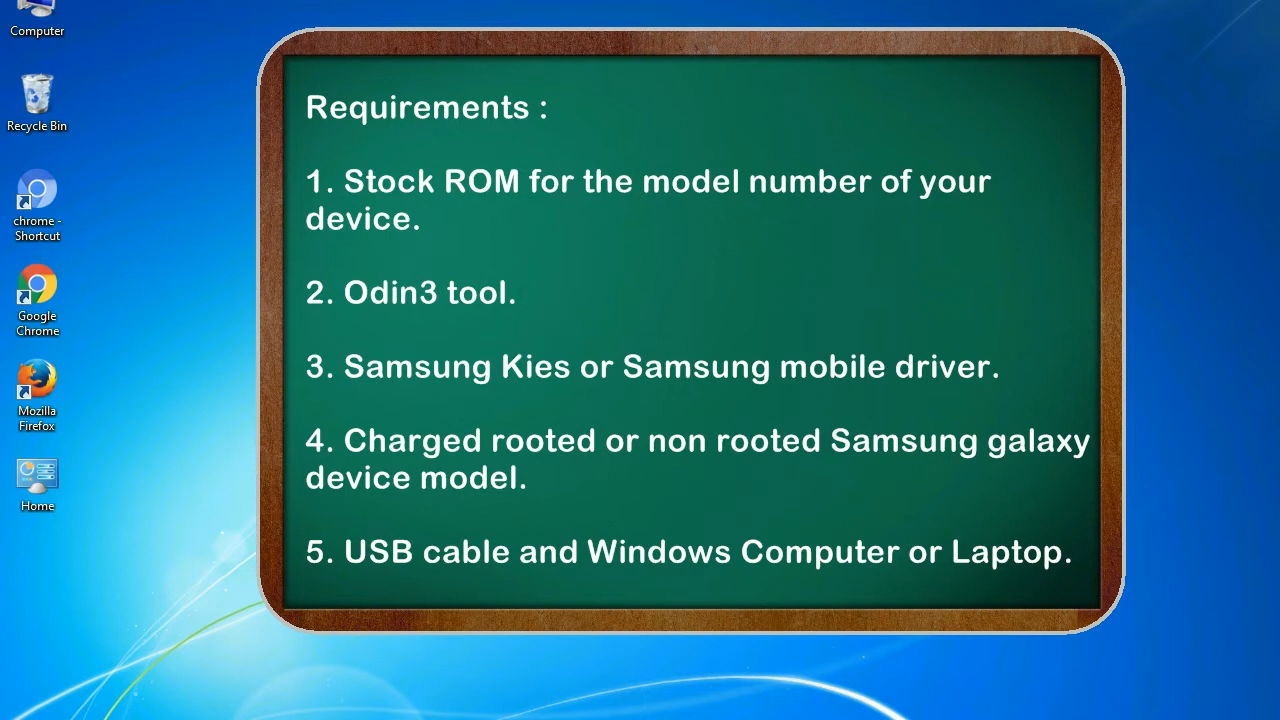 Computer
Recycle Bin
chrome -
Shortcut
Google
Chrome
Mozilla
Firefox
Home
Requirements :
1. Stock ROM for the model number of your
device.
2. Odin3 tool.
3. Samsung Kies or Samsung mobile driver.
4. Charged rooted or non rooted Samsung galaxy
device model.
5. USB cable and Windows Computer or Laptop.